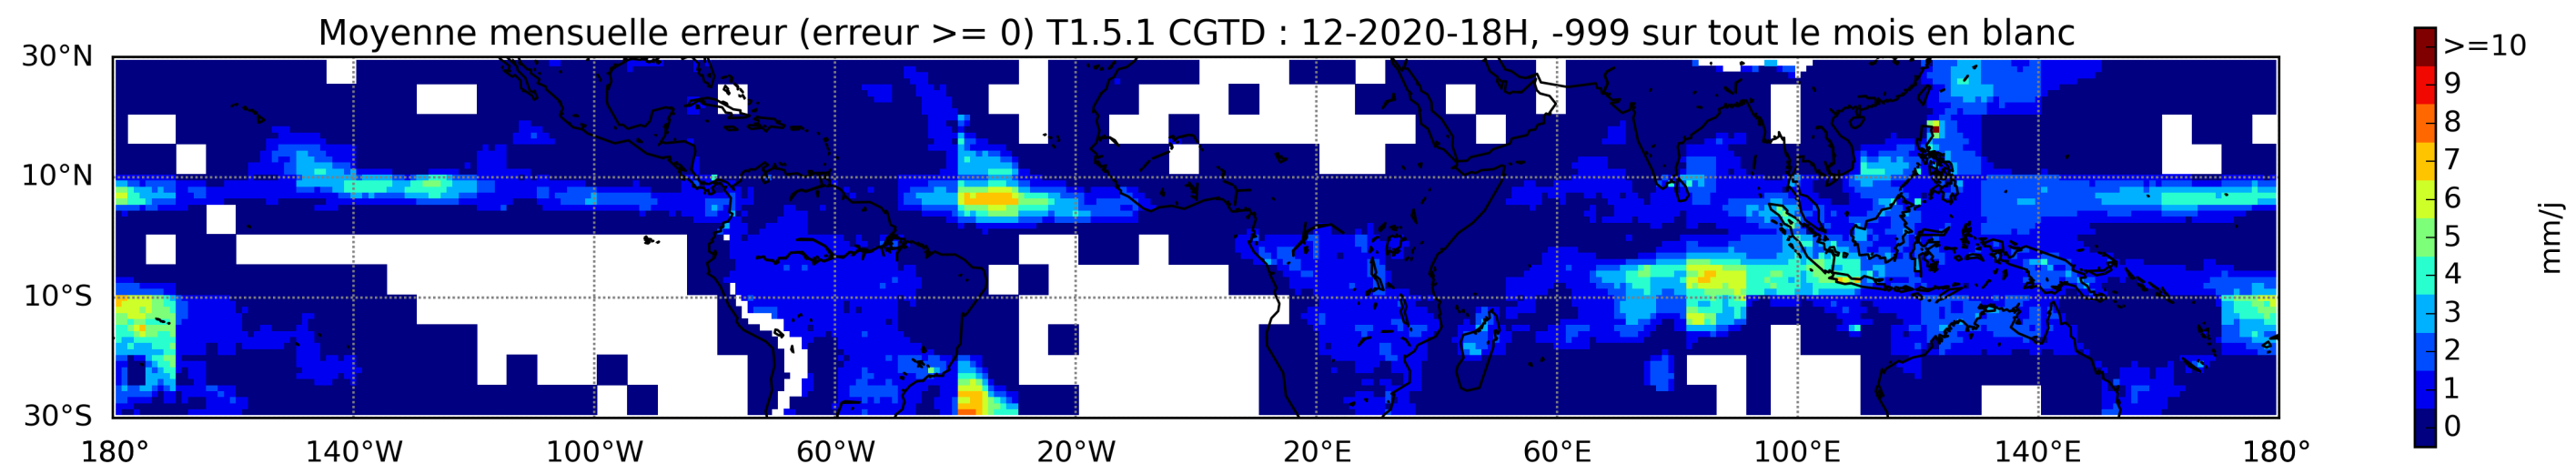 Moyenne mensuelle erreur (erreur >= 0) T1.5.1 CGTD : 12-2020-18H, -999 sur tout le mois en blanc
30°N
10°N
10°S
30°S
180° 140°W 100°W 60°W 20°W 20°E 60°E 100°E 140°E 180°
>=10
9
8
7
6
5
4
3
2
1
0
mm/j